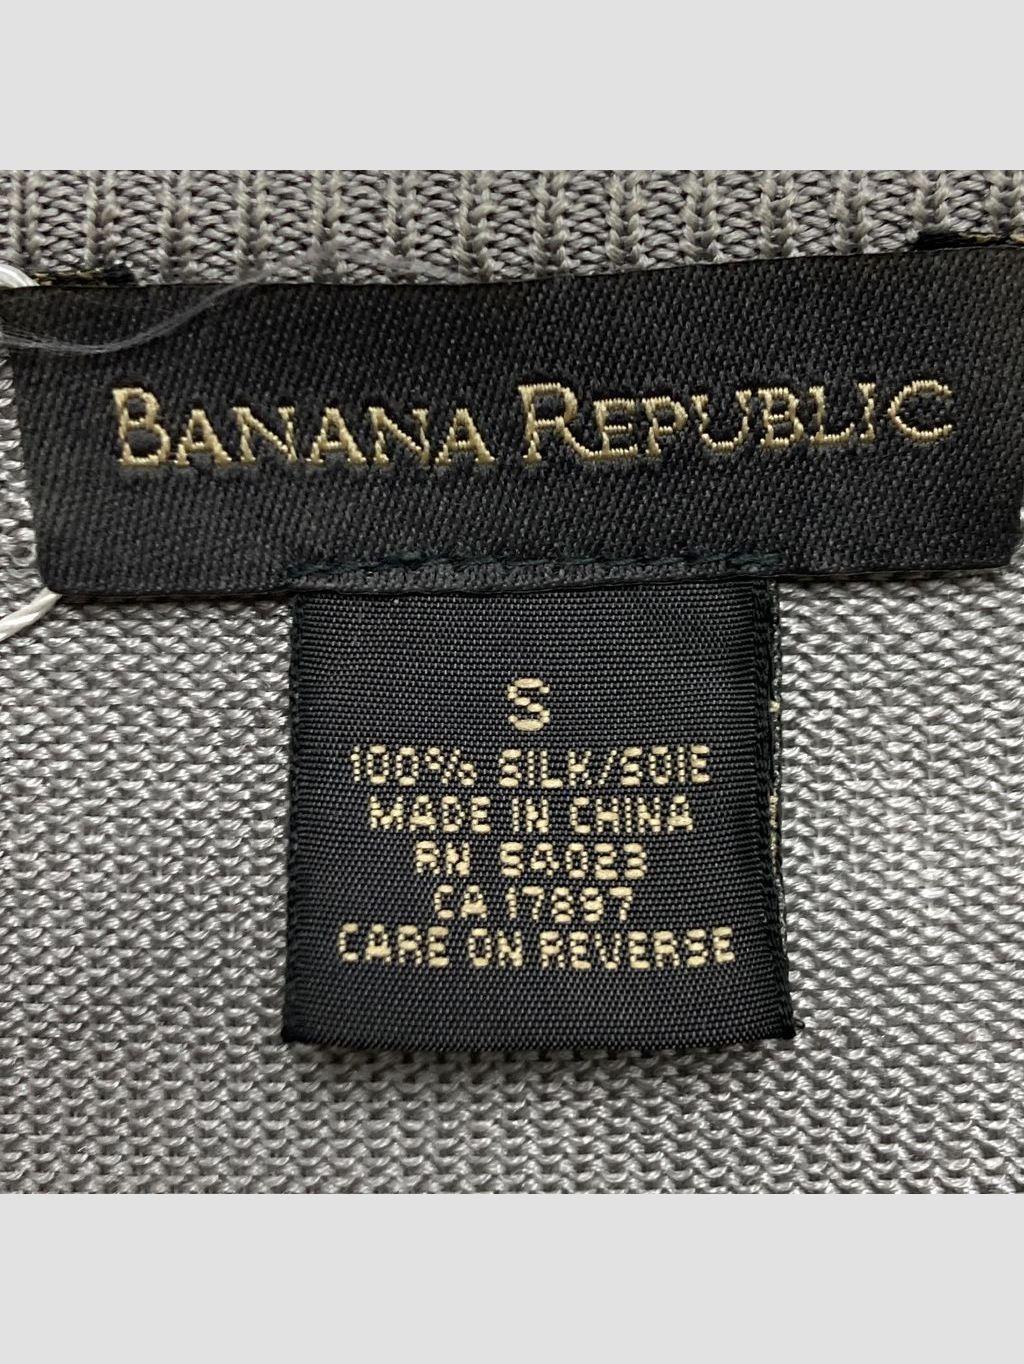 BANANA REPUBLIC
S
100% SILK/SOIE
MADE IN CHINA
RN 54023
CA 17897
CARE ON REVERSE